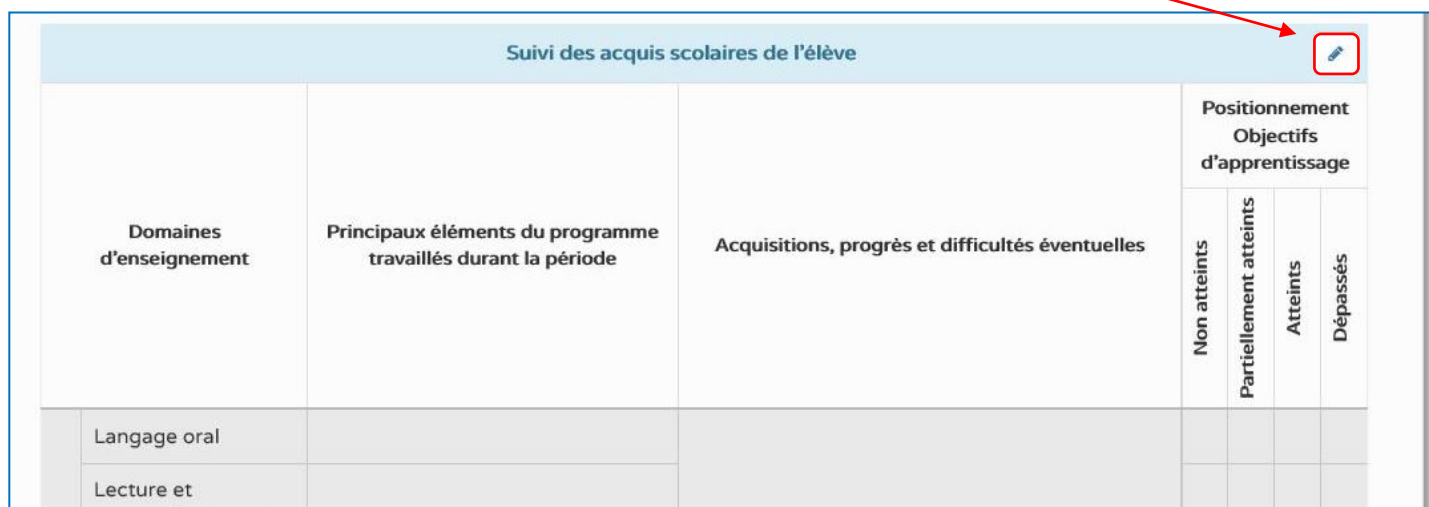 Suivi des acquis scolaires de l'élève
Positionnement
Objectifs
d'apprentissage
Domaines
d'enseignement
Principaux éléments du programme
travaillés durant la période
Acquisitions, progrès et difficultés éventuelles
Non atteints
Partiellement atteints
Atteints
Dépassés
Langage oral
Lecture et